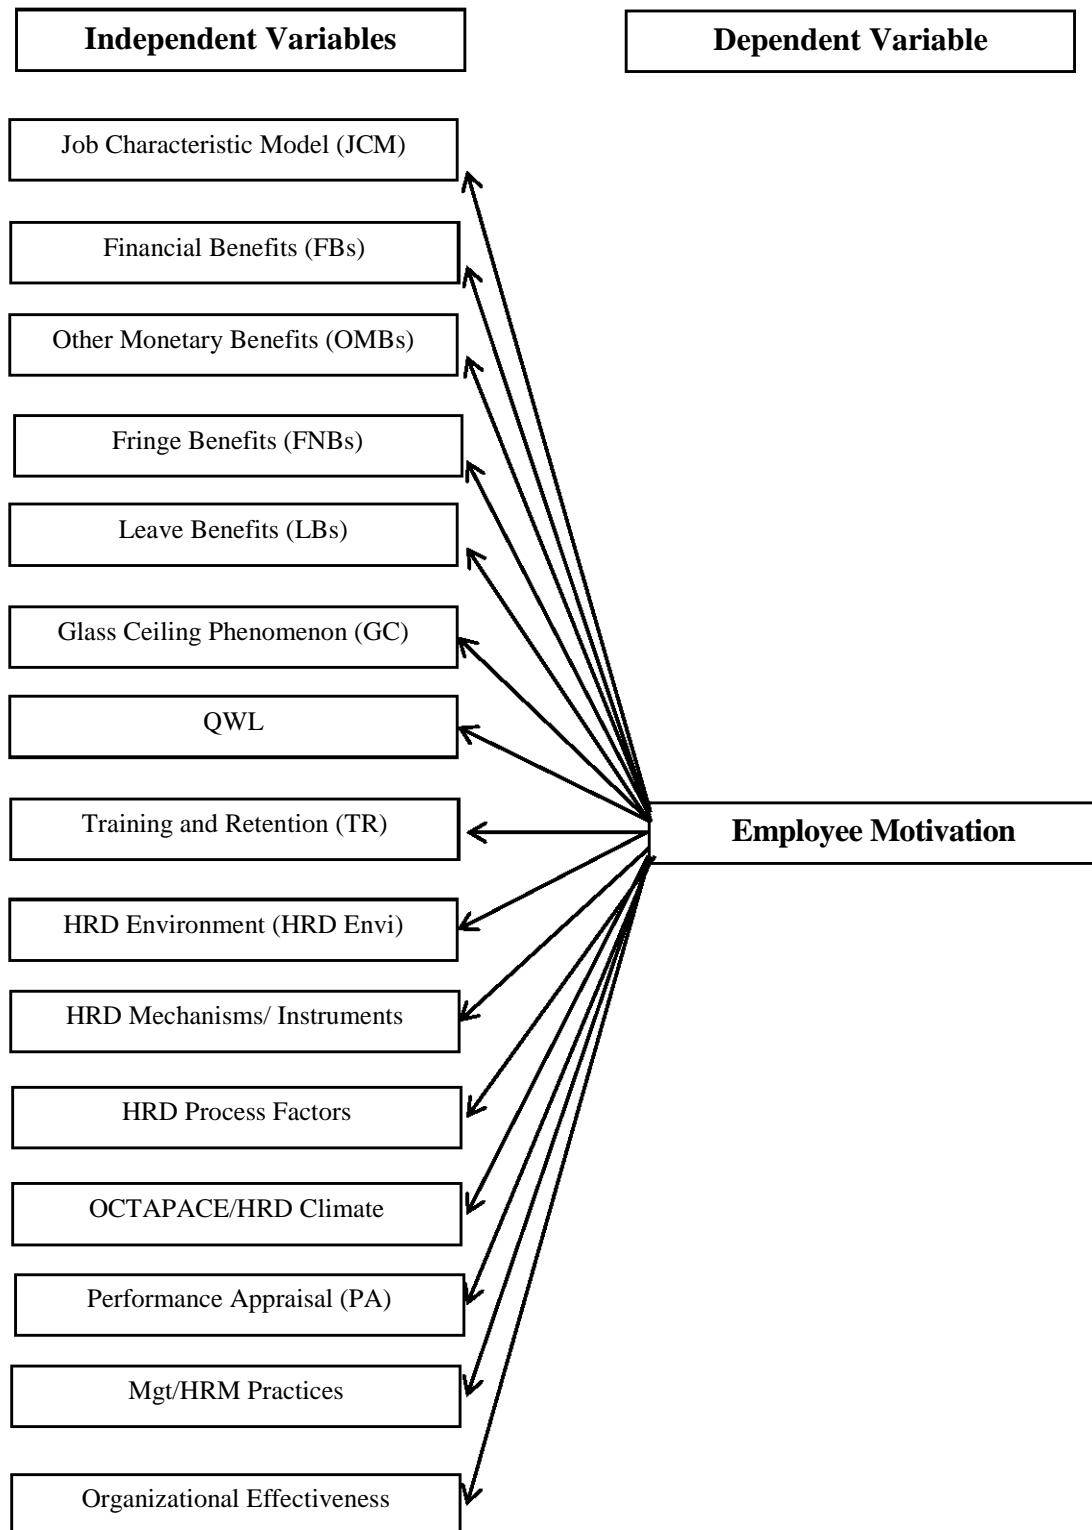 Independent Variables
Dependent Variable
Job Characteristic Model (JCM)
Financial Benefits (FBs)
Other Monetary Benefits (OMBs)
Fringe Benefits (FNBs)
Leave Benefits (LBs)
Glass Ceiling Phenomenon (GC)
QWL
Training and Retention (TR)
Employee Motivation
HRD Environment (HRD Envi)
HRD Mechanisms/ Instruments
HRD Process Factors
OCTAPACE/HRD Climate
Performance Appraisal (PA)
Mgt/HRM Practices
Organizational Effectiveness